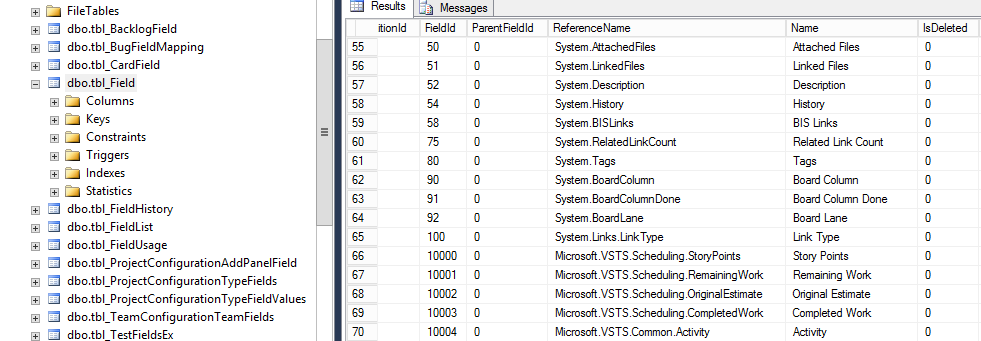 FileTables
dbo.tbl_BacklogField
dbo.tbl_BugFieldMapping
dbo.tbl_CardField
dbo.tbl_Field
Columns
Keys
Constraints
Triggers
Indexes
Statistics
dbo.tbl_FieldHistory
dbo.tbl_FieldList
dbo.tbl_FieldUsage
dbo.tbl_ProjectConfigurationAddPanelField
dbo.tbl_ProjectConfigurationTypeFields
dbo.tbl_ProjectConfigurationTypeFieldValues
dbo.tbl_TeamConfigurationTeamFields
dbo.tbl_TestFieldsEx
Results Messages
itionId FieldId ParentFieldId ReferenceName Name IsDeleted
55 50 0 System.AttachedFiles Attached Files 0
56 51 0 System.LinkedFiles Linked Files 0
57 52 0 System.Description Description 0
58 54 0 System.History History 0
59 58 0 System.BISLinks BIS Links 0
60 75 0 System.RelatedLinkCount Related Link Count 0
61 80 0 System.Tags Tags 0
62 90 0 System.BoardColumn Board Column 0
63 91 0 System.BoardColumnDone Board Column Done 0
64 92 0 System.BoardLane Board Lane 0
65 100 0 System.Links.LinkType Link Type 0
66 10000 0 Microsoft.VSTS.Scheduling.StoryPoints Story Points 0
67 10001 0 Microsoft.VSTS.Scheduling.RemainingWork Remaining Work 0
68 10002 0 Microsoft.VSTS.Scheduling.OriginalEstimate Original Estimate 0
69 10003 0 Microsoft.VSTS.Scheduling.CompletedWork Completed Work 0
70 10004 0 Microsoft.VSTS.Common.Activity Activity 0